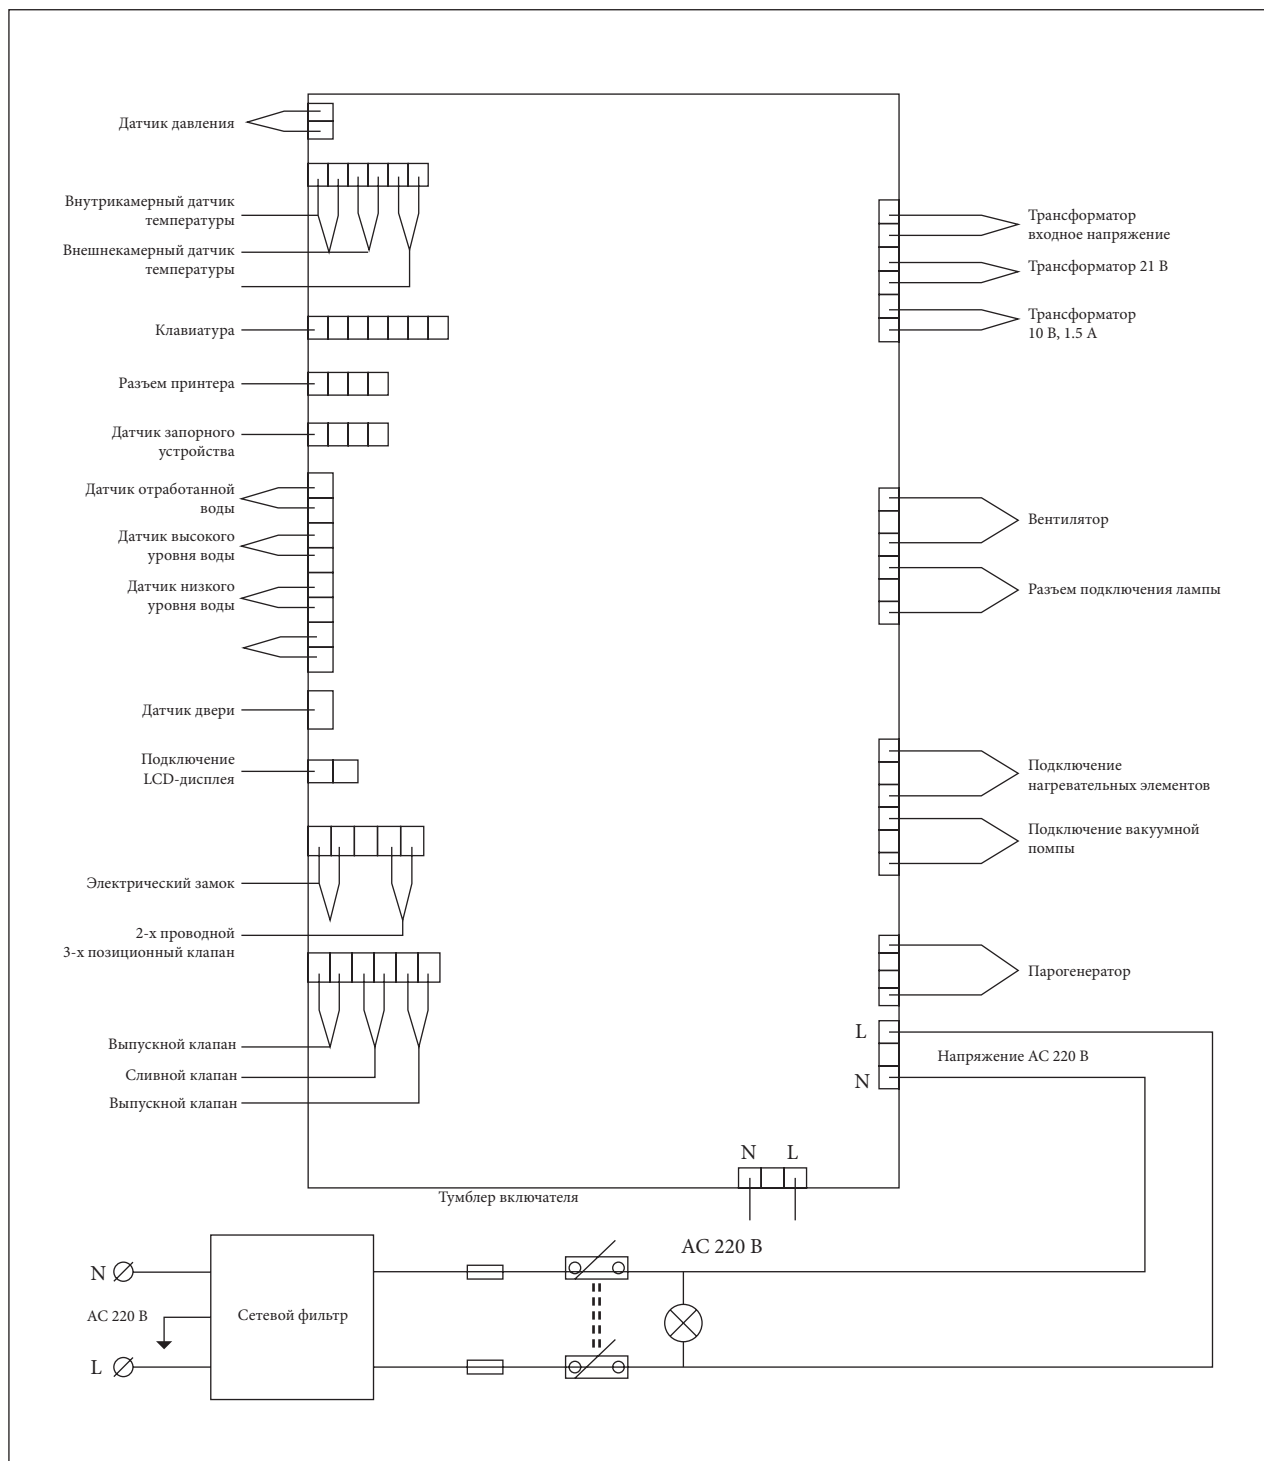 Датчик давления
Внутрикамерный датчик
температуры
Внешнекамерный датчик
температуры
Клавиатура
Разъем принтера
Датчик запорного
устройства
Датчик отработанной
воды
Датчик высокого
уровня воды
Датчик низкого
уровня воды
Датчик двери
Подключение
LCD-дисплея
Электрический замок
2-х проводной
3-х позиционный клапан
Выпускной клапан
Сливной клапан
Выпускной клапан
Трансформатор
входное напряжение
Трансформатор 21 В
Трансформатор
10 В, 1.5 А
Вентилятор
Разъем подключения лампы
Подключение
нагревательных элементов
Подключение вакуумной
помпы
Парогенератор
L
Напряжение АС 220 В
N
N L
Тумблер включателя
АС 220 В
N
АС 220 В
L
Сетевой фильтр